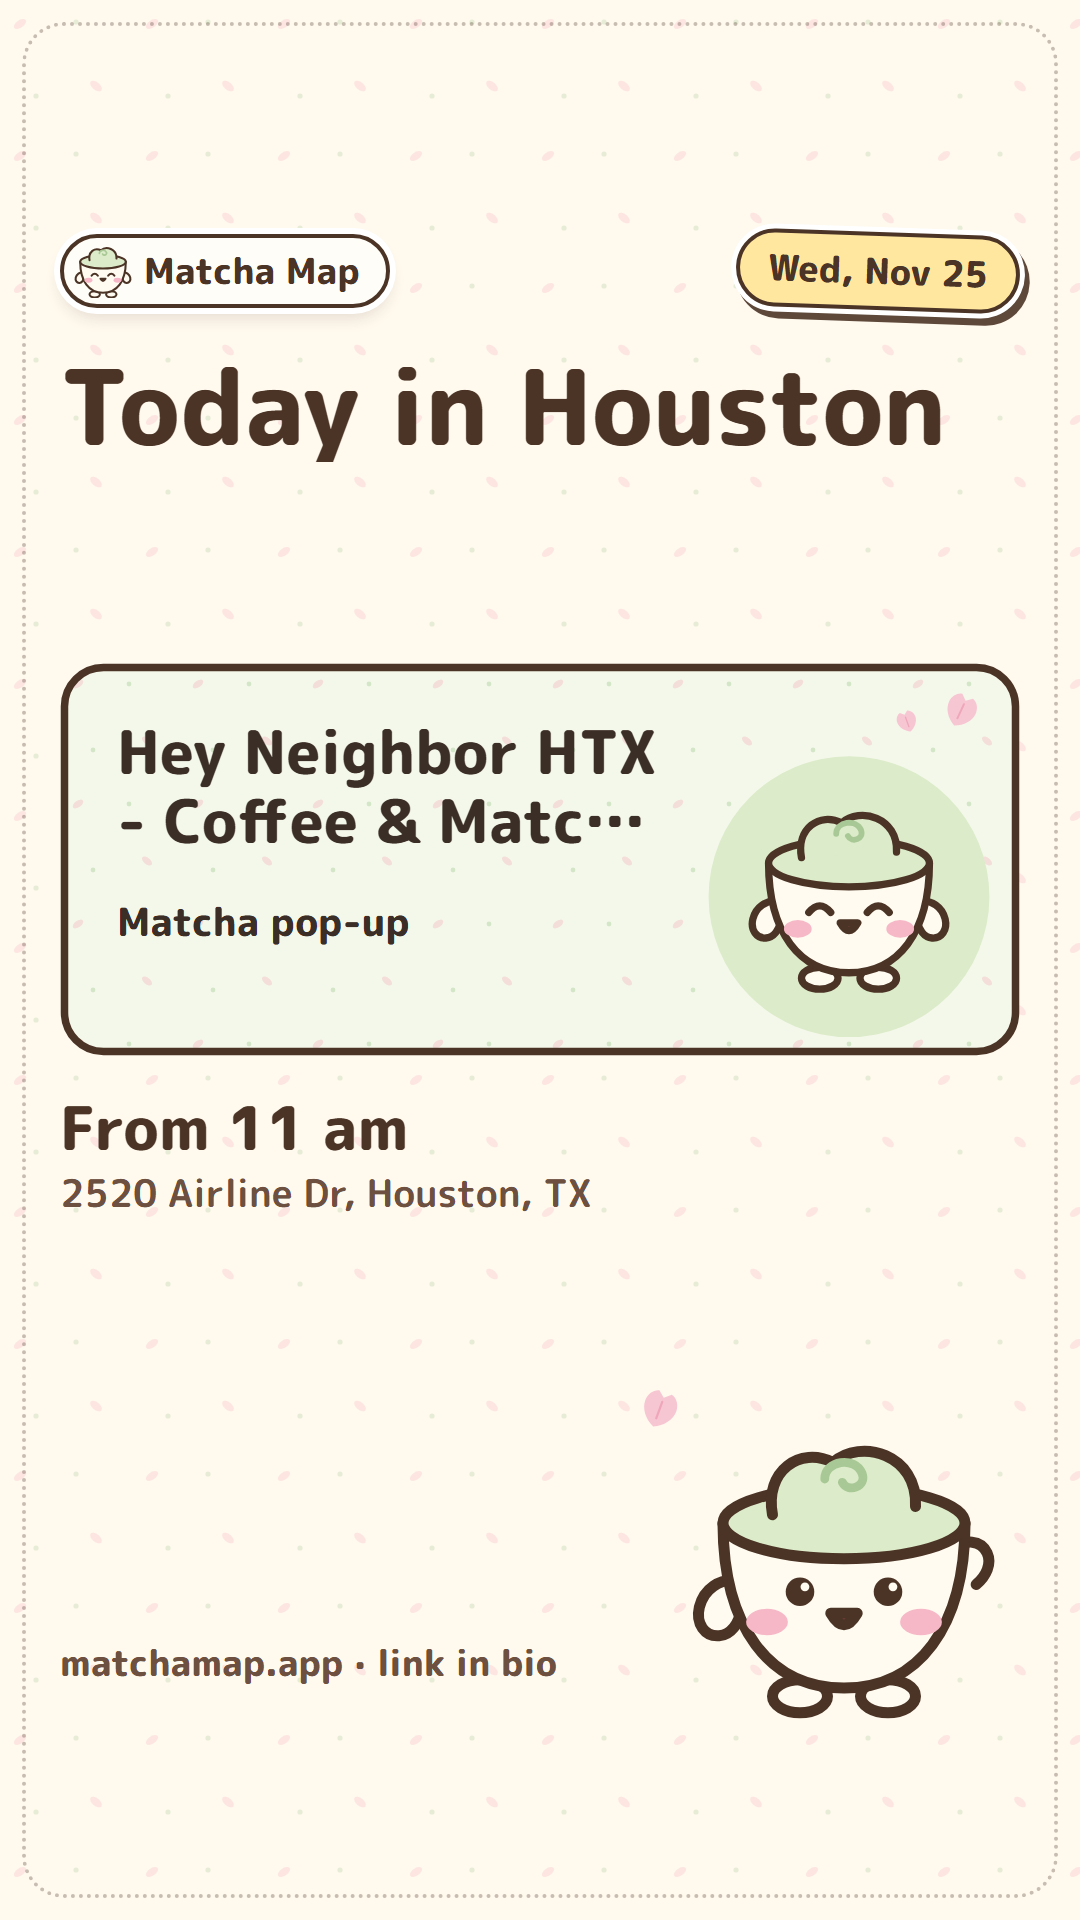 Matcha Map
Wed, Nov 25
Today in Houston
Hey Neighbor HTX
- Coffee & Matc…
Matcha pop-up
From 11 am
2520 Airline Dr, Houston, TX
matchamap.app · link in bio